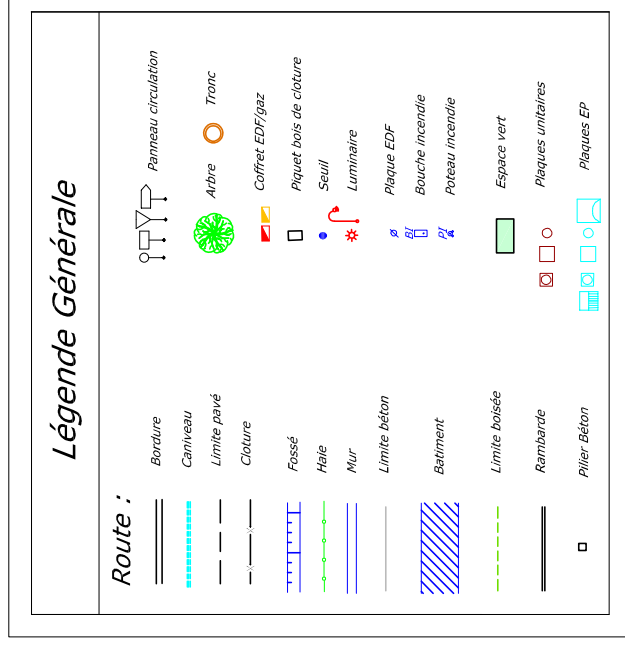 Légende Générale
Route :
Bordure
Caniveau
Limite pavé
Cloture
Fossé
Haie
Mur
Limite béton
Batiment
Limite boisée
Rambarde
Pilier Béton
Panneau circulation
Arbre
Tronc
Coffret EDF/gaz
Piquet bois de cloture
Seuil
Luminaire
Plaque EDF
BI
Bouche incendie
PI
Poteau incendie
Espace vert
Plaques unitaires
Plaques EP